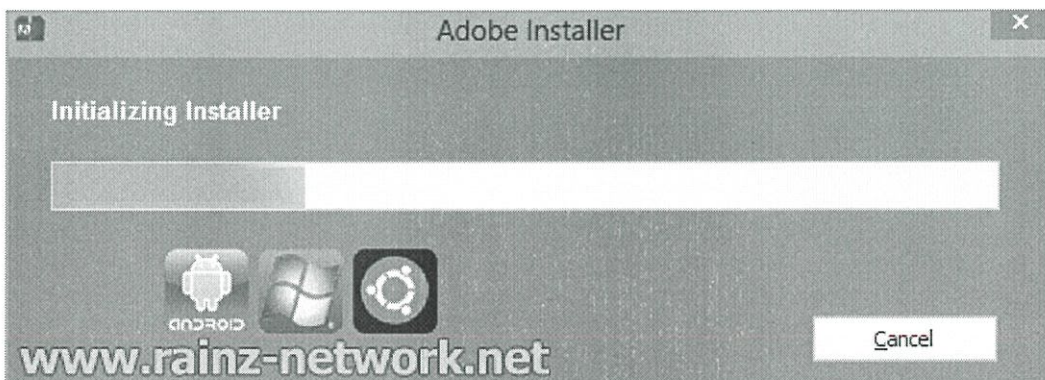 Adobe Installer
Initializing Installer
ANDROID
www.rainz-network.net
Cancel